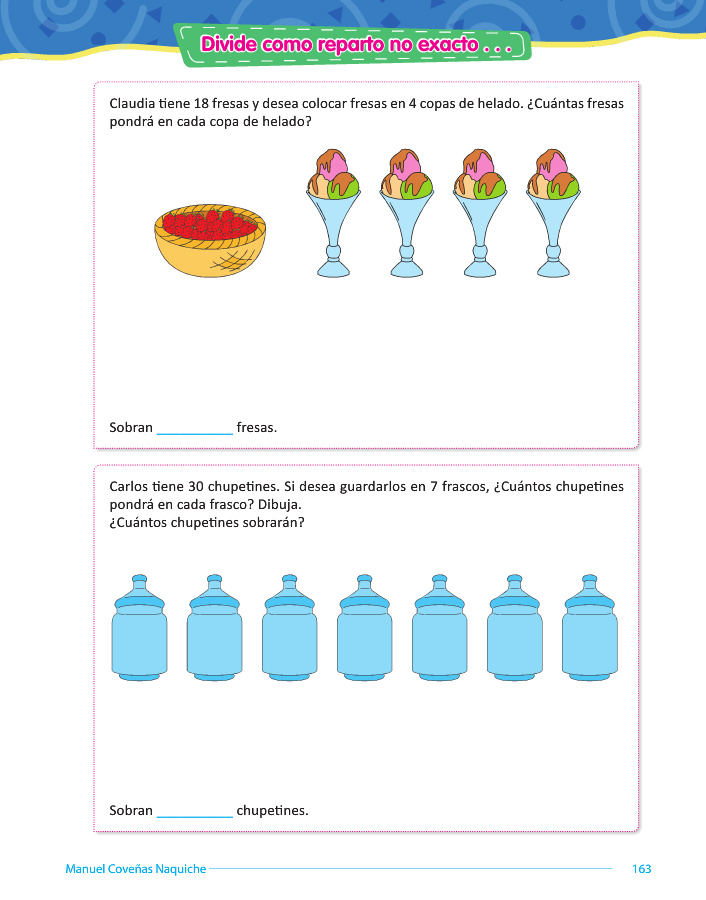 Divide como reparto no exacto . . .
Claudia tiene 18 fresas y desea colocar fresas en 4 copas de helado. ¿Cuántas fresas
pondrá en cada copa de helado?
Sobran __________ fresas.
Carlos tiene 30 chupetines. Si desea guardarlos en 7 frascos, ¿Cuántos chupetines
pondrá en cada frasco? Dibuja.
¿Cuántos chupetines sobrarán?
Sobran __________ chupetines.
Manuel Coveñas Naquiche 163